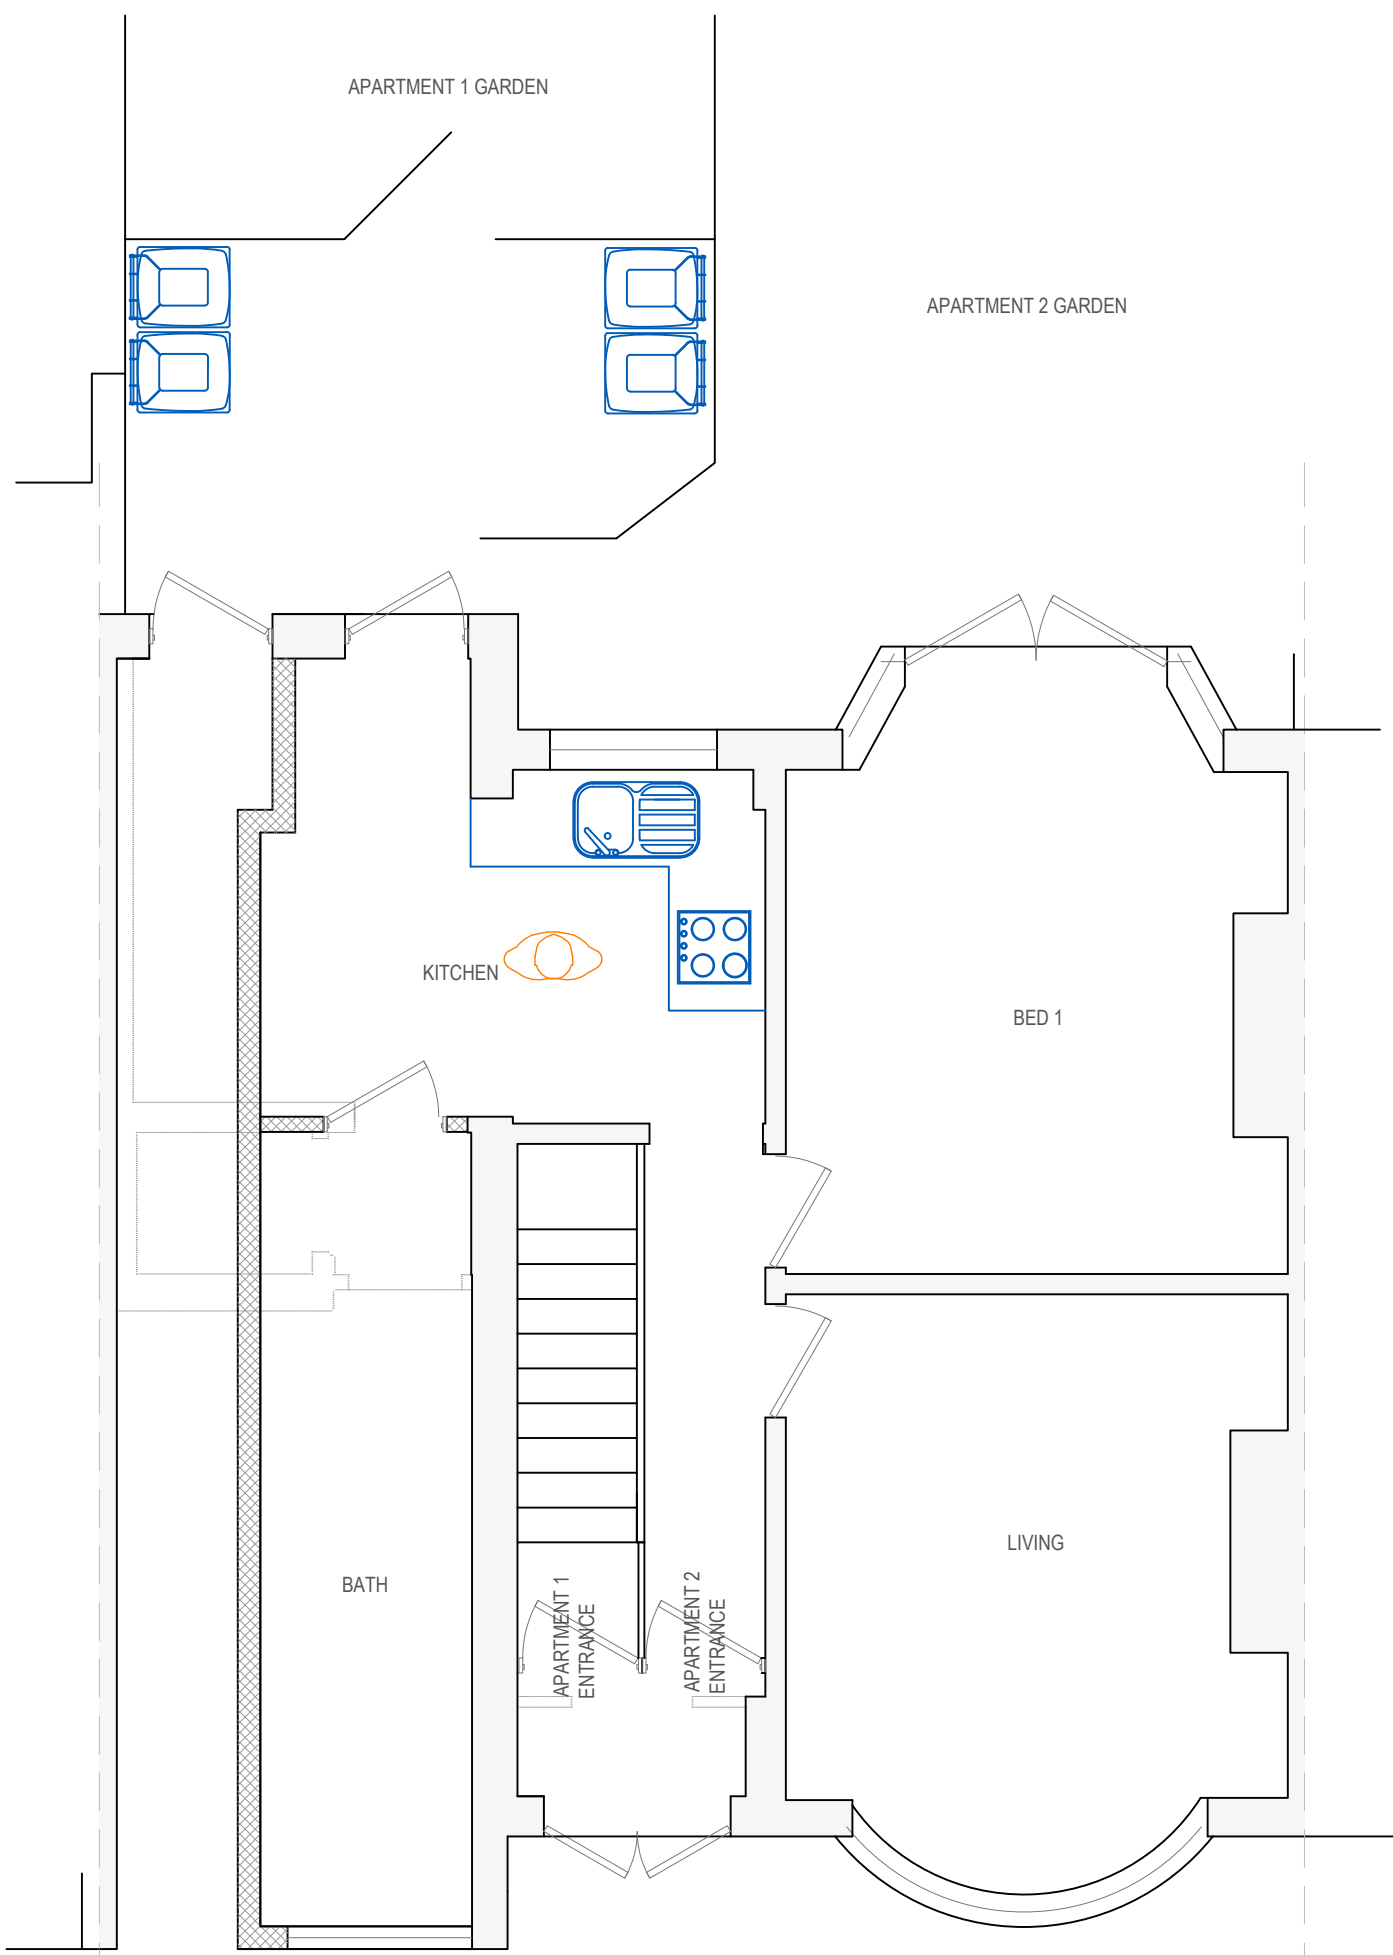 APARTMENT 1 GARDEN
APARTMENT 2 GARDEN
KITCHEN
BED 1
LIVING
BATH
APARTMENT 1
ENTRANCE
APARTMENT 2
ENTRANCE